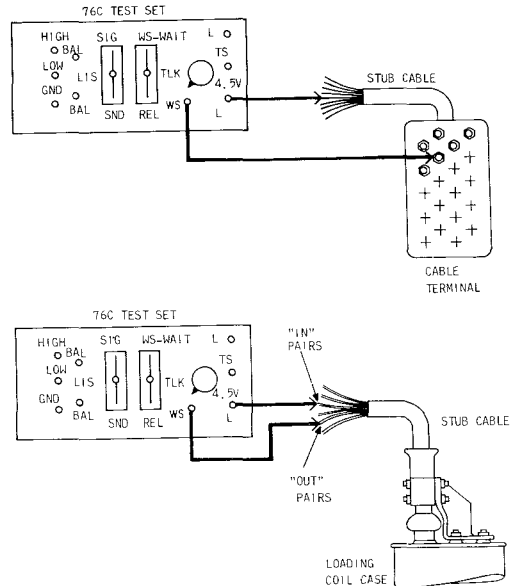 76C TEST SET
HIGH BAL SIG WS-WAIT L
LOW LIS TLK TS
GND 4.5V
BAL SND REL WS L
STUB CABLE
CABLE
TERMINAL
76C TEST SET
HIGH BAL SIG WS-WAIT L
LOW LIS TLK TS
GND 4.5V
BAL SND REL WS L
"IN"
PAIRS
STUB CABLE
"OUT"
PAIRS
LOADING
COIL CASE